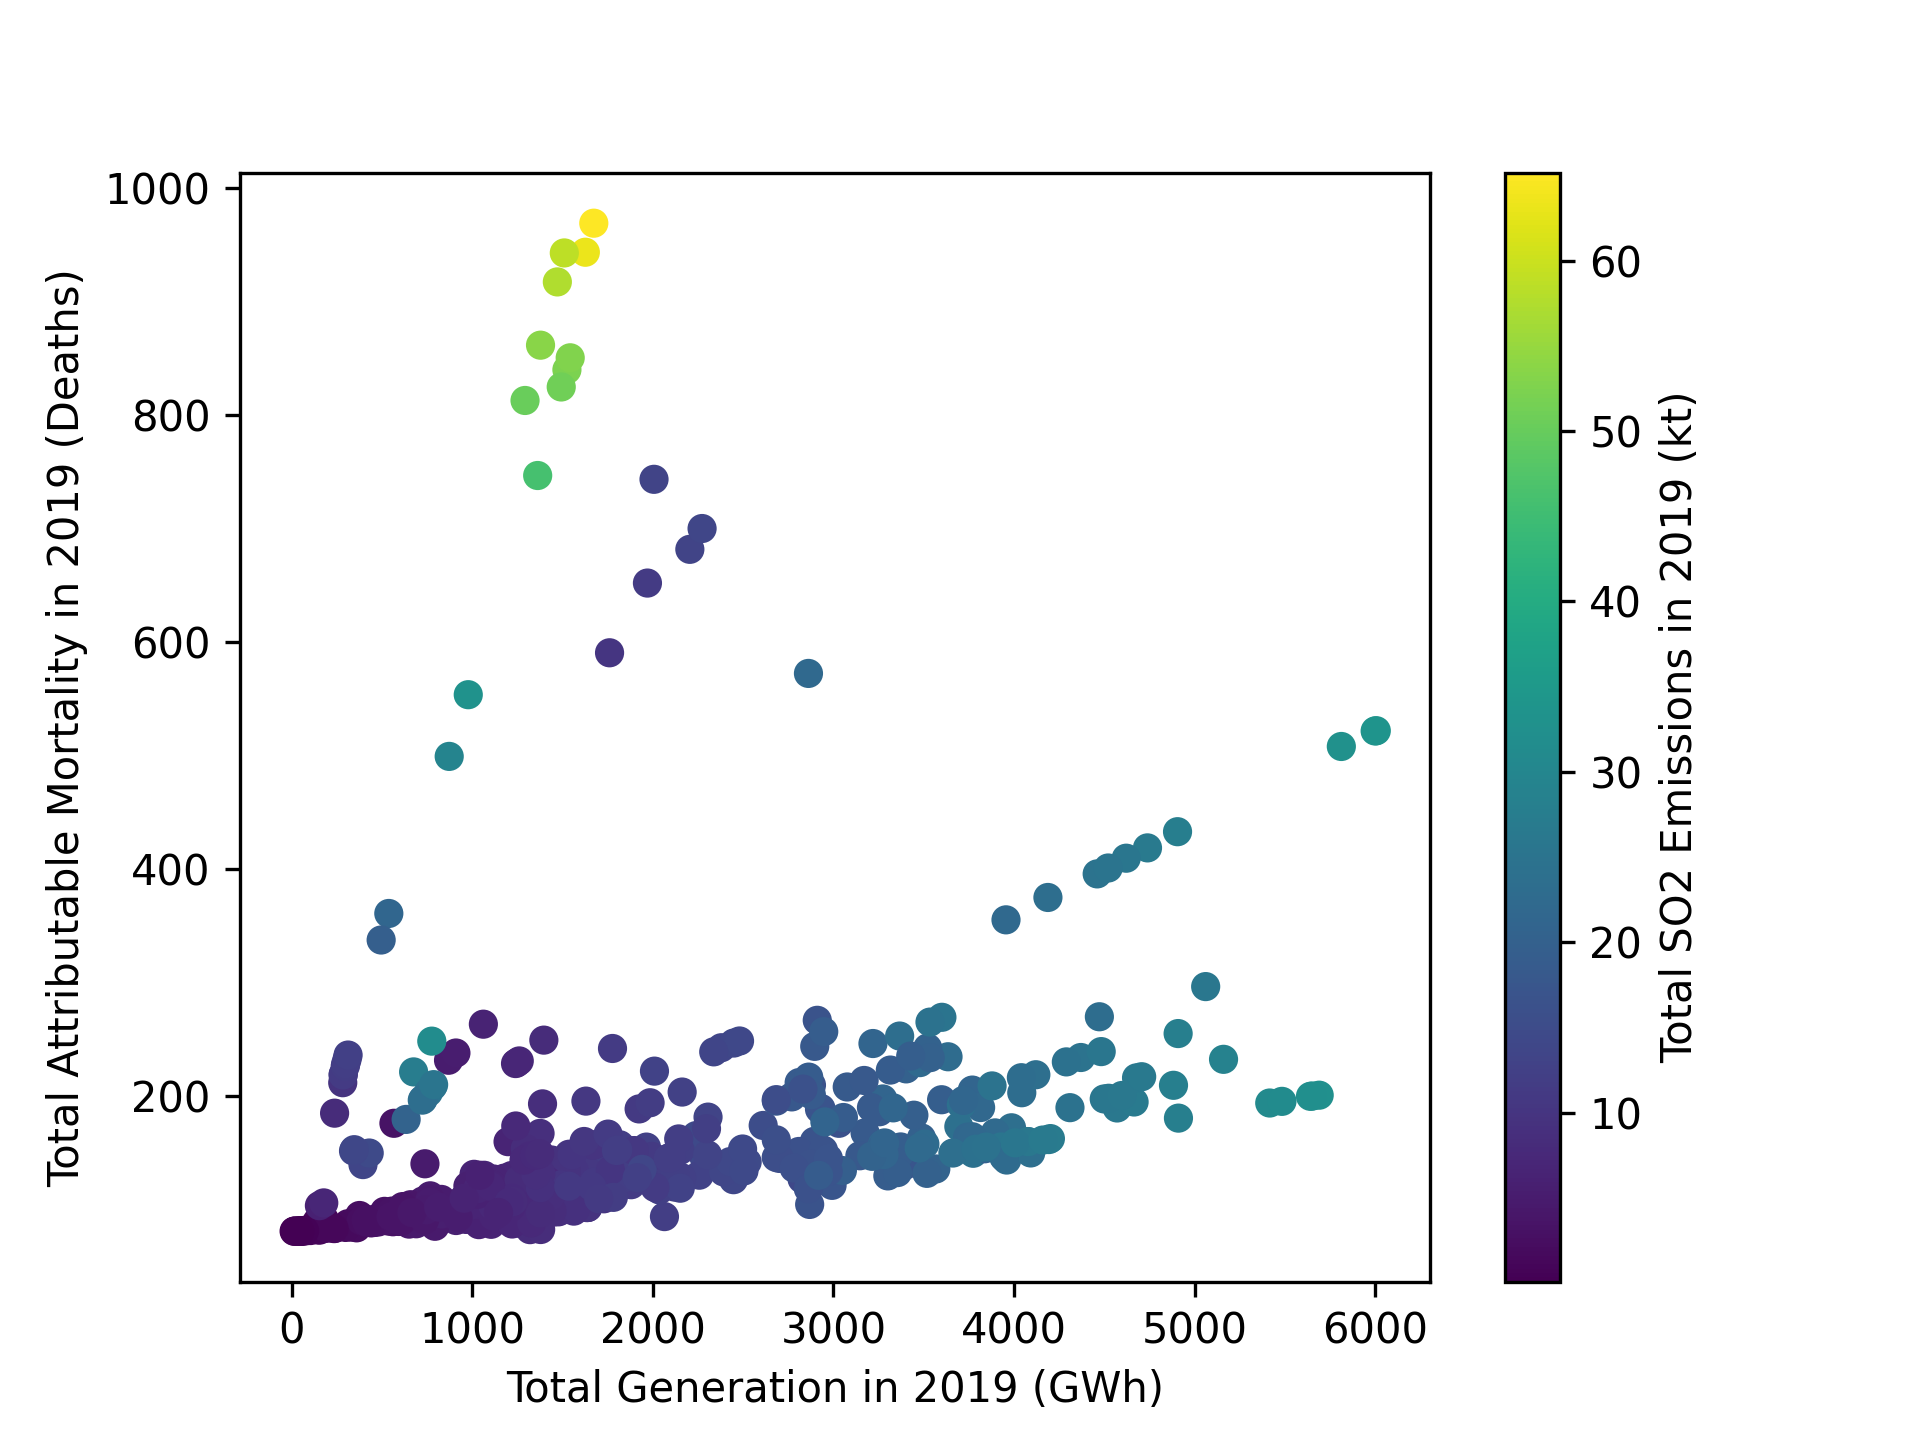 1000
800
600
400
200
Total Attributable Mortality in 2019 (Deaths)
0 1000 2000 3000 4000 5000 6000
Total Generation in 2019 (GWh)
60
50
40
30
20
10
Total SO2 Emissions in 2019 (kt)